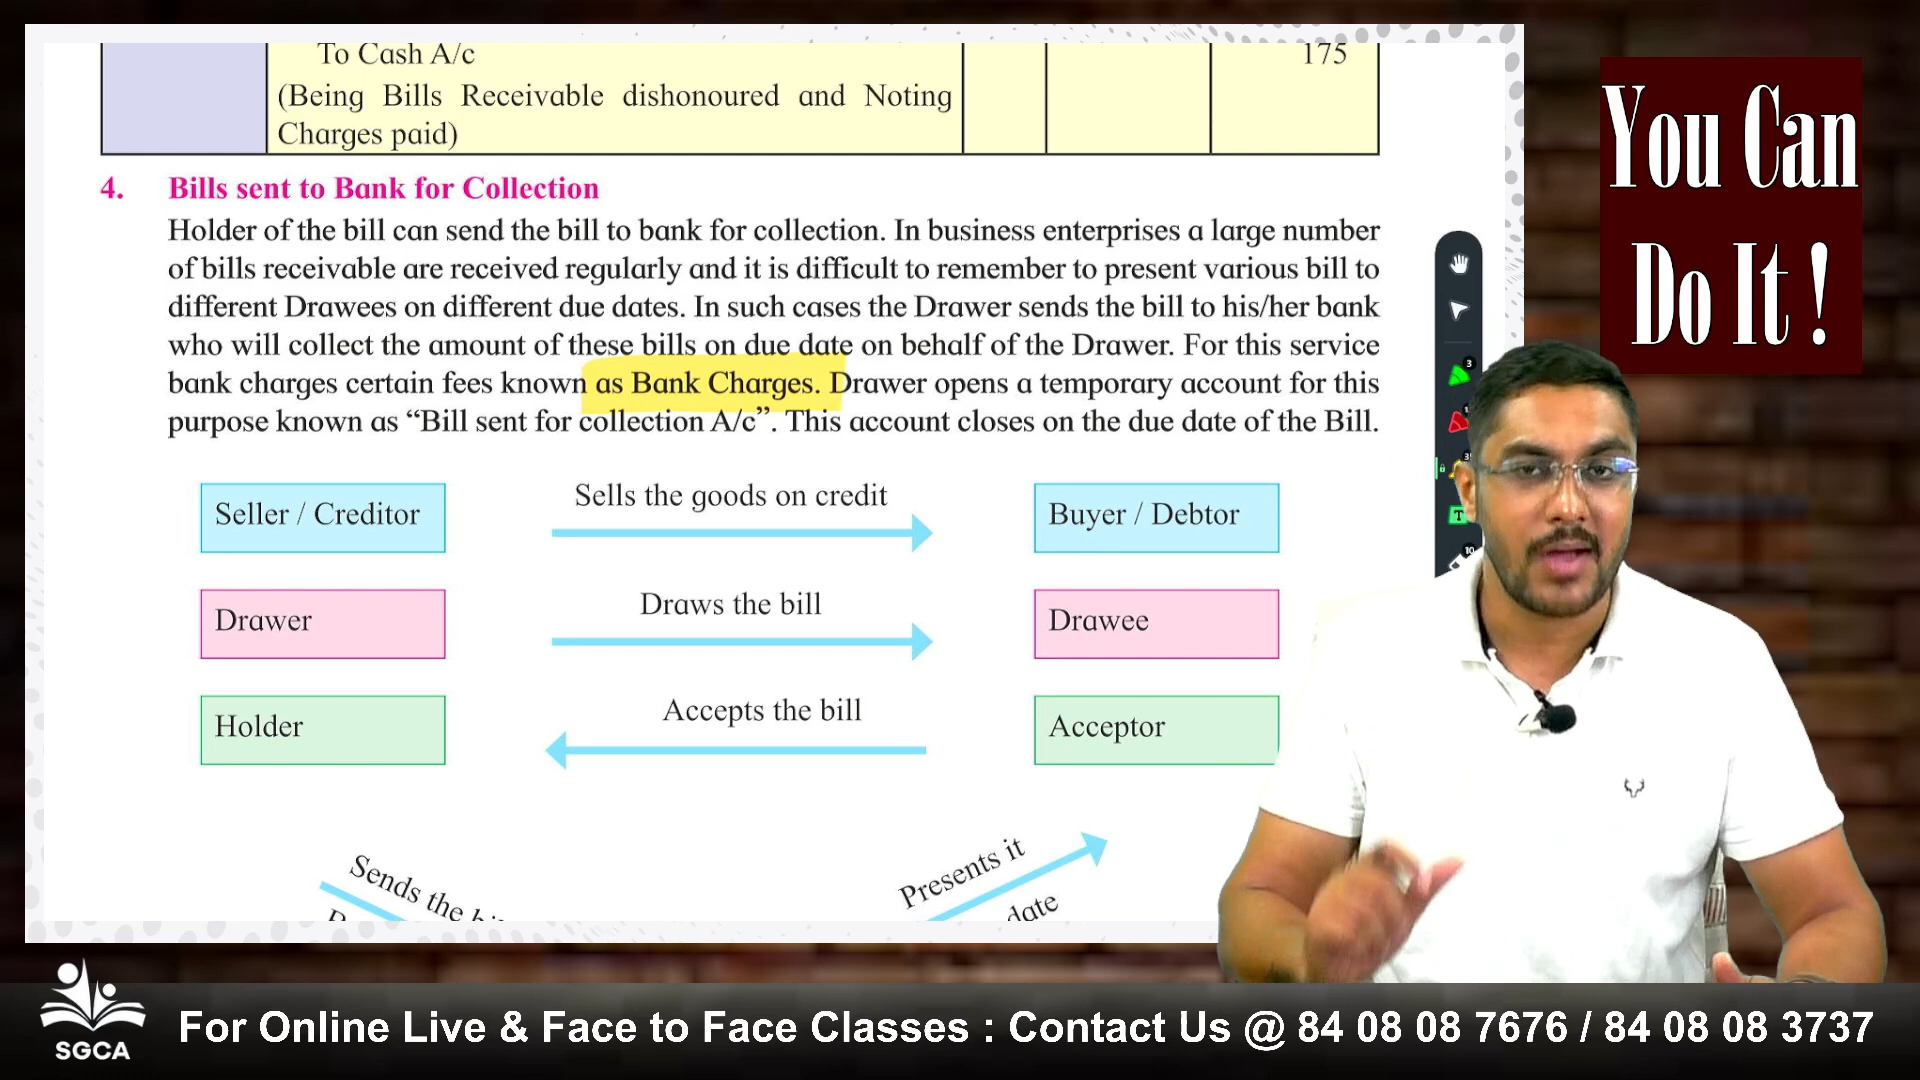 To Cash A/c 175
(Being Bills Receivable dishonoured and Noting
Charges paid)
4. Bills sent to Bank for Collection
Holder of the bill can send the bill to bank for collection. In business enterprises a large number
of bills receivable are received regularly and it is difficult to remember to present various bill to
different Drawees on different due dates. In such cases the Drawer sends the bill to his/her bank
who will collect the amount of these bills on due date on behalf of the Drawer. For this service
bank charges certain fees known as Bank Charges. Drawer opens a temporary account for this
purpose known as “Bill sent for collection A/c”. This account closes on the due date of the Bill.
Seller / Creditor
Sells the goods on credit
Buyer / Debtor
Drawer
Draws the bill
Drawee
Holder
Accepts the bill
Acceptor
Sends the
Presents it
date
You Can
Do It !
3
T
10
SGCA
For Online Live & Face to Face Classes : Contact Us @ 84 08 08 7676 / 84 08 08 3737